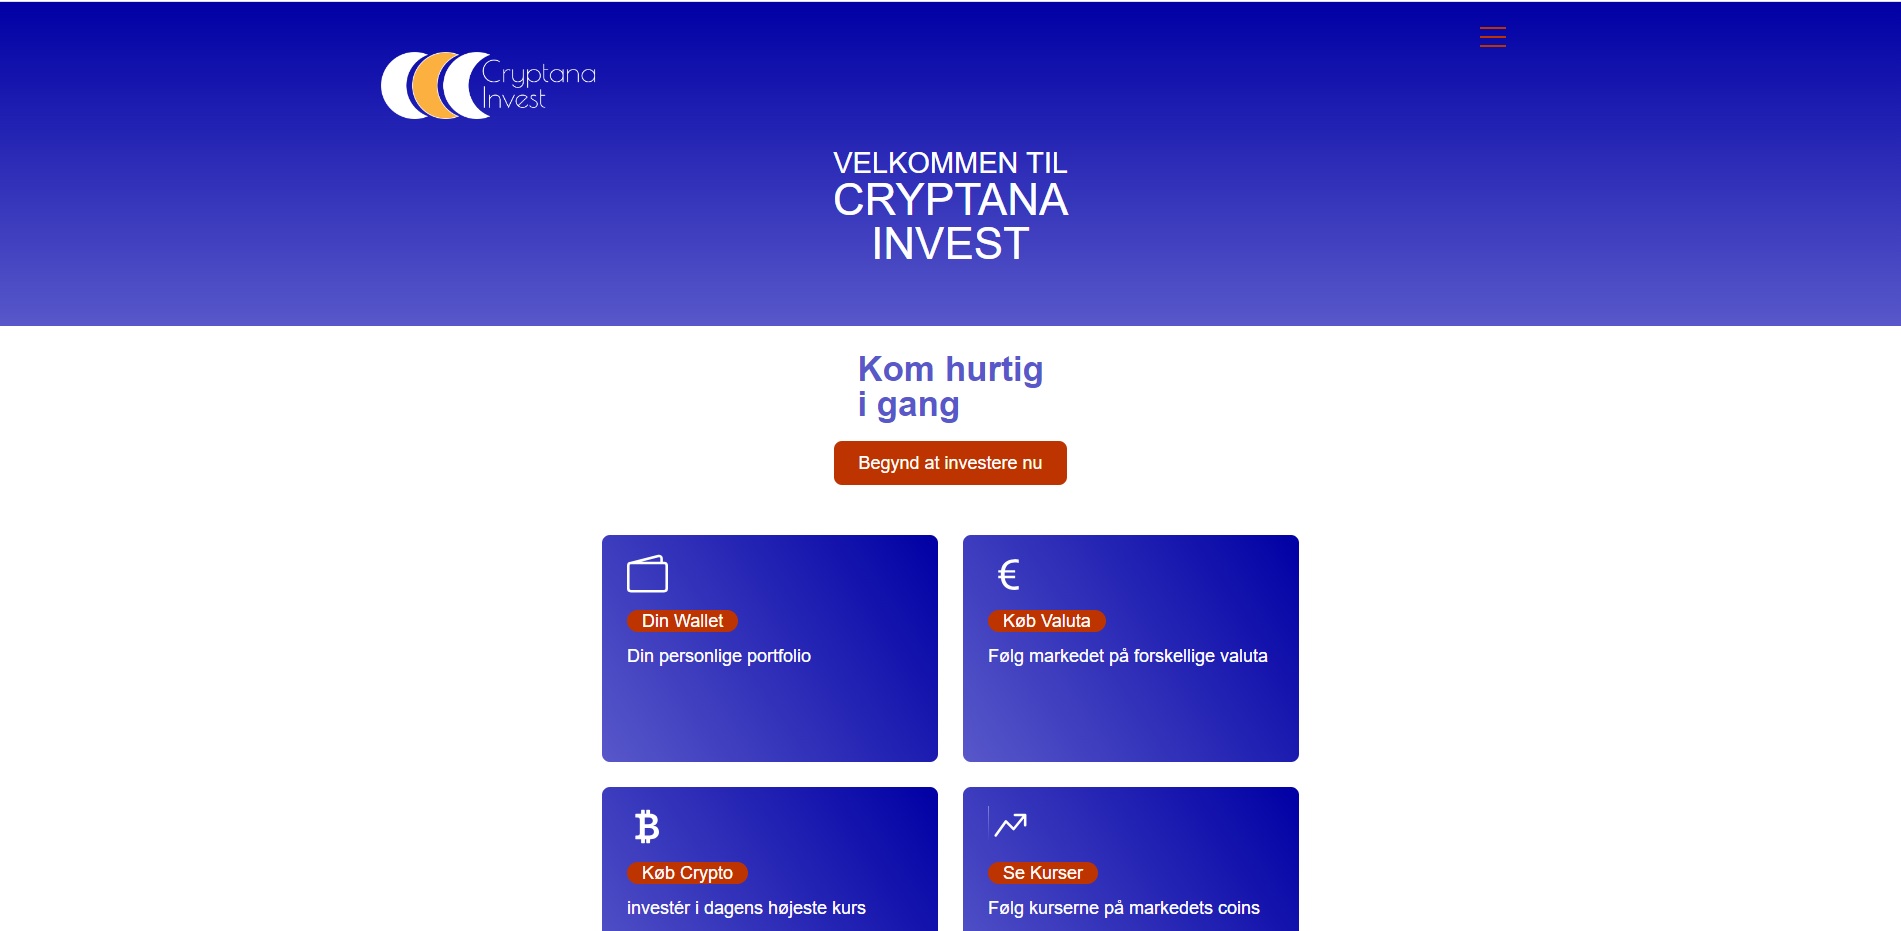 Cryptana
Invest
VELKOMMEN TIL
CRYPTANA
INVEST
Kom hurtig
i gang
Begynd at investere nu
€
Din Wallet
Køb Valuta
Din personlige portfolio
Følg markedet på forskellige valuta
Køb Crypto
Se Kurser
investér i dagens højeste kurs
Følg kurserne på markedets coins